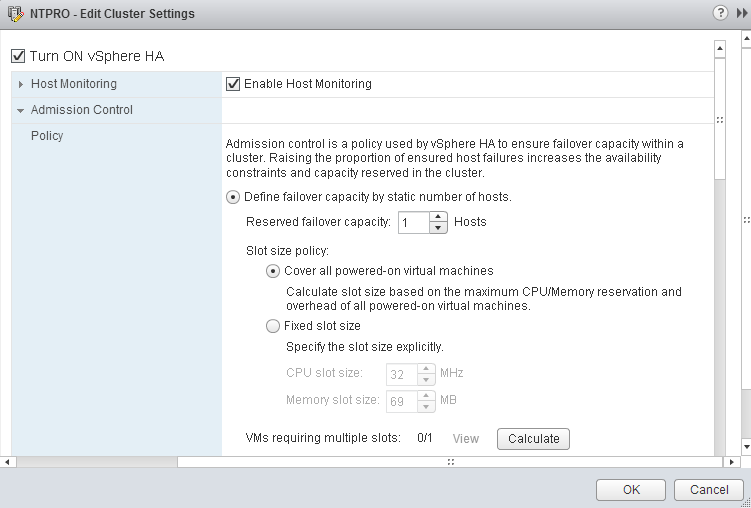 NTPRO - Edit Cluster Settings
?
Turn ON vSphere HA
Host Monitoring
Enable Host Monitoring
Admission Control
Policy
Admission control is a policy used by vSphere HA to ensure failover capacity within a
cluster. Raising the proportion of ensured host failures increases the availability
constraints and capacity reserved in the cluster.
Define failover capacity by static number of hosts.
Reserved failover capacity: 1 Hosts
Slot size policy:
Cover all powered-on virtual machines
Calculate slot size based on the maximum CPU/Memory reservation and
overhead of all powered-on virtual machines.
Fixed slot size
Specify the slot size explicitly.
CPU slot size: 32 MHz
Memory slot size: 69 MB
VMs requiring multiple slots: 0/1 View Calculate
OK Cancel